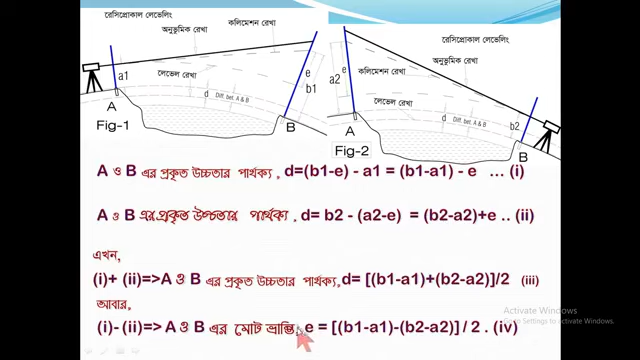 রেসিপ্রোকাল লেভেলিং
কলিমেশন রেখা
অনুভুমিক রেখা
a1
লেভেল রেখা
e
b1
d Diff. bet. A & B
A
B
Fig-1
রেসিপ্রোকাল লেভেলিং
অনুভুমিক রেখা
e
a2
কলিমেশন রেখা
লেভেল রেখা
d Diff. bet. A & B
b2
A
B
Fig-2
A ও B এর প্রকৃত উচ্চতার পার্থক্য , d=(b1-e) - a1 = (b1-a1) - e ... (i)
A ও B এর প্রকৃত উচ্চতার পার্থক্য , d= b2 - (a2-e) = (b2-a2)+e .. (ii)
এখন,
(i)+ (ii)=>A ও B এর প্রকৃত উচ্চতার পার্থক্য, d= [(b1-a1)+(b2-a2)]/2 (iii)
আবার,
(i)-(ii)=> A ও B এর মোট ভ্রান্তি, e = [(b1-a1)-(b2-a2)] / 2 . (iv)
Activate Windows
Go to Settings to activate Windows.